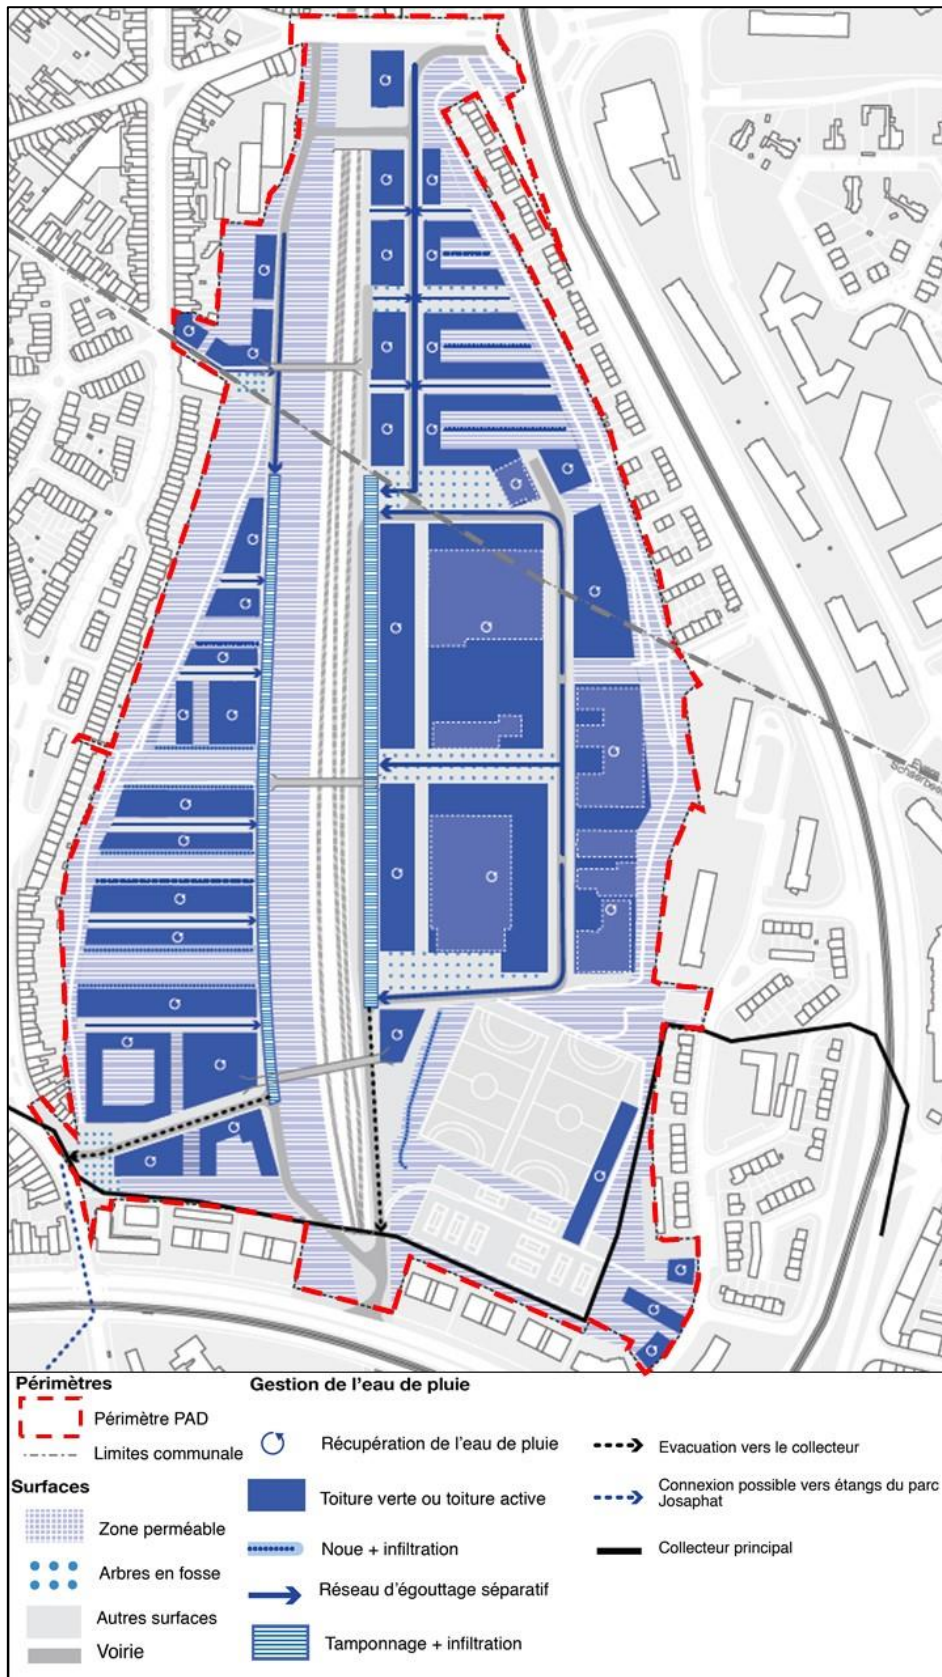 Evere
Schaerbeek
Périmètres
Périmètre PAD
Limites communale
Surfaces
Zone perméable
Arbres en fosse
Autres surfaces
Voirie
Gestion de l'eau de pluie
Récupération de l'eau de pluie
Toiture verte ou toiture active
Noue + infiltration
Réseau d'égouttage séparatif
Tamponnage + infiltration
Evacuation vers le collecteur
Connexion possible vers étangs du parc
Josaphat
Collecteur principal